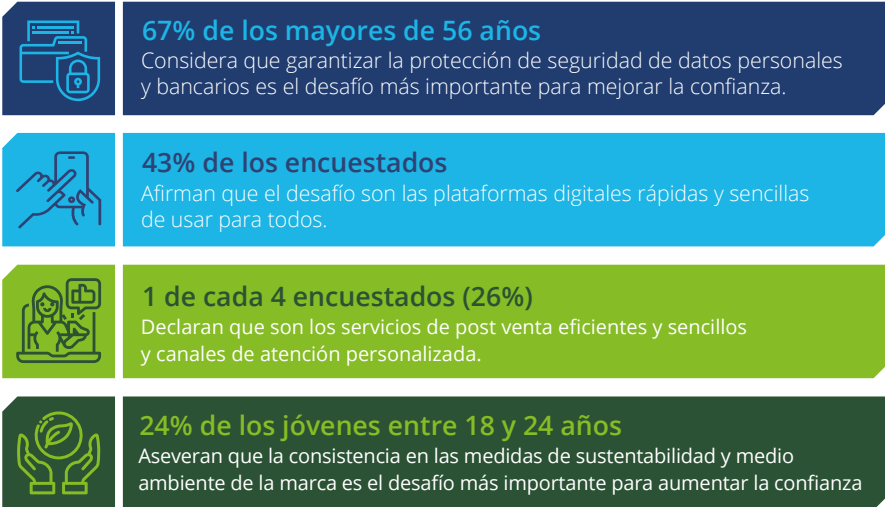 67% de los mayores de 56 años
Considera que garantizar la protección de seguridad de datos personales
y bancarios es el desafío más importante para mejorar la confianza.
43% de los encuestados
Afirman que el desafío son las plataformas digitales rápidas y sencillas
de usar para todos.
1 de cada 4 encuestados (26%)
Declaran que son los servicios de post venta eficientes y sencillos
y canales de atención personalizada.
24% de los jóvenes entre 18 y 24 años
Aseveran que la consistencia en las medidas de sustentabilidad y medio
ambiente de la marca es el desafío más importante para aumentar la confianza